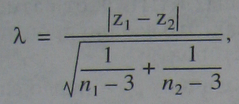 λ = |z₁ − z₂| / √(1/(n₁ − 3) + 1/(n₂ − 3)),